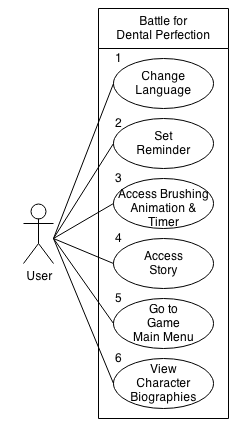 Battle for
Dental Perfection
1
Change
Language
2
Set
Reminder
3
Access Brushing
Animation &
Timer
4
Access
Story
User
5
Go to
Game
Main Menu
6
View
Character
Biographies